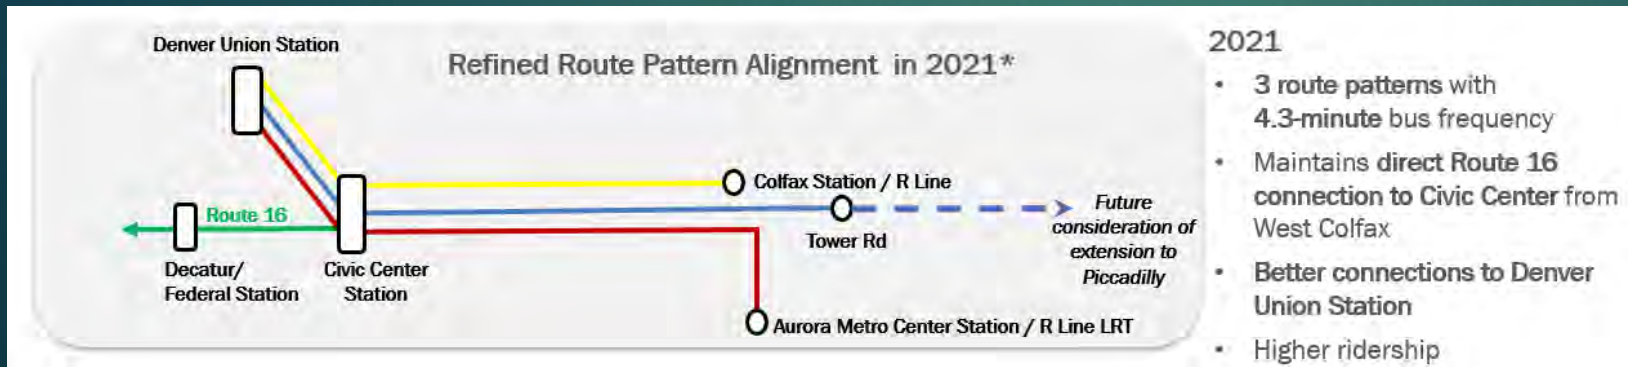 Denver Union Station
Refined Route Pattern Alignment in 2021*
Colfax Station / R Line
Route 16
Tower Rd
Future
consideration of
extension to
Piccadilly
Decatur/
Federal Station
Civic Center
Station
Aurora Metro Center Station / R Line LRT
2021
• 3 route patterns with
4.3-minute bus frequency
• Maintains direct Route 16
connection to Civic Center from
West Colfax
• Better connections to Denver
Union Station
• Higher ridership